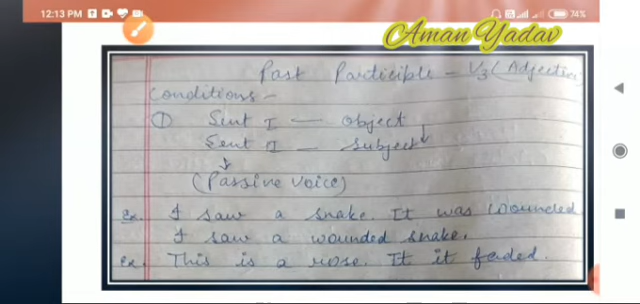 12:13 PM
74%
Aman Yadav
Past Participle - V3 (Adjective)
Conditions -
① Sent I — object
Sent II — subject
(Passive Voice)
Ex. I saw a snake. It was wounded
I saw a wounded snake.
Ex. This is a rose. It it faded.